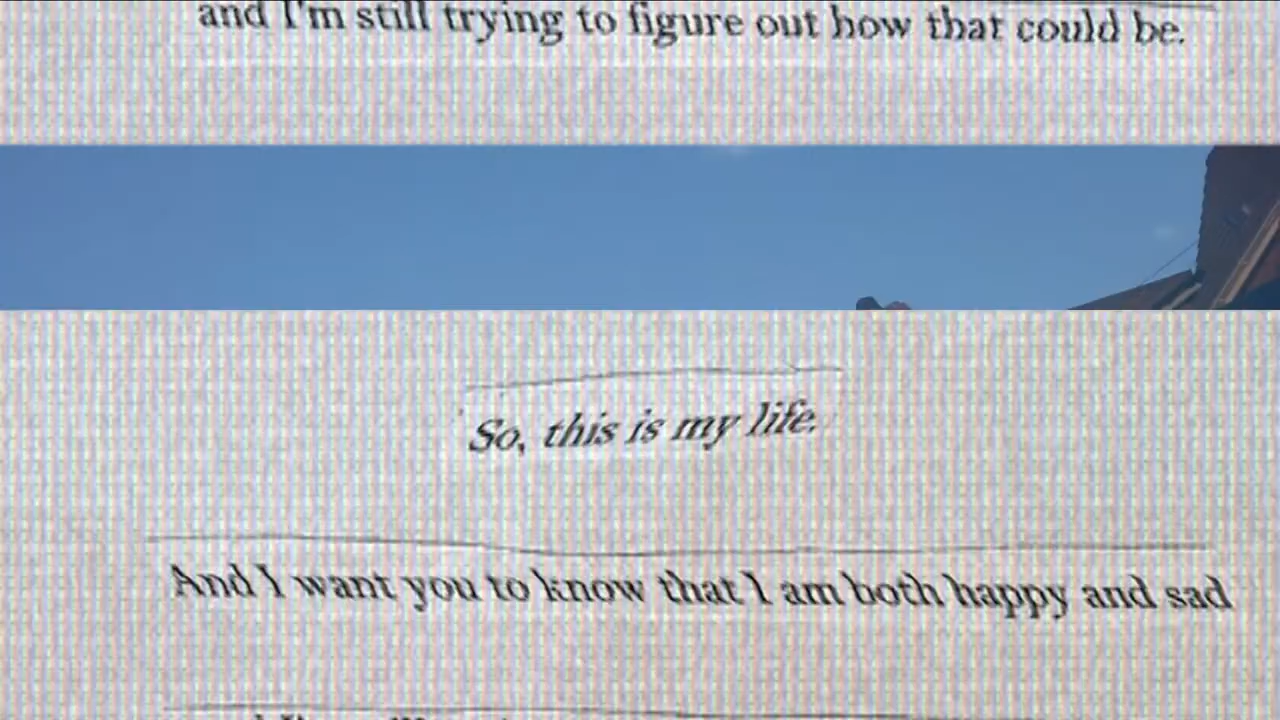 and I'm still trying to figure out how that could be.
So, this is my life.
And I want you to know that I am both happy and sad